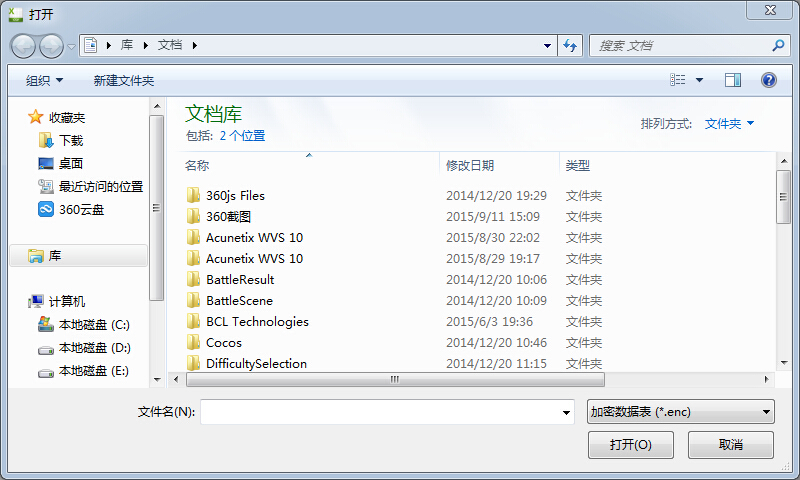 打开
库 文档
搜索 文档
组织 新建文件夹
收藏夹
下载
桌面
最近访问的位置
360云盘
库
计算机
本地磁盘 (C:)
本地磁盘 (D:)
本地磁盘 (E:)
文档库
包括: 2 个位置
排列方式: 文件夹
名称 修改日期 类型
360js Files 2014/12/20 19:29 文件夹
360截图 2015/9/11 15:09 文件夹
Acunetix WVS 10 2015/8/30 22:02 文件夹
Acunetix WVS 10 2015/8/29 19:17 文件夹
BattleResult 2014/12/20 10:06 文件夹
BattleScene 2014/12/20 10:09 文件夹
BCL Technologies 2015/6/3 19:36 文件夹
Cocos 2014/12/20 10:46 文件夹
DifficultySelection 2014/12/20 11:15 文件夹
文件名(N): 加密数据表 (*.enc)
打开(O) 取消